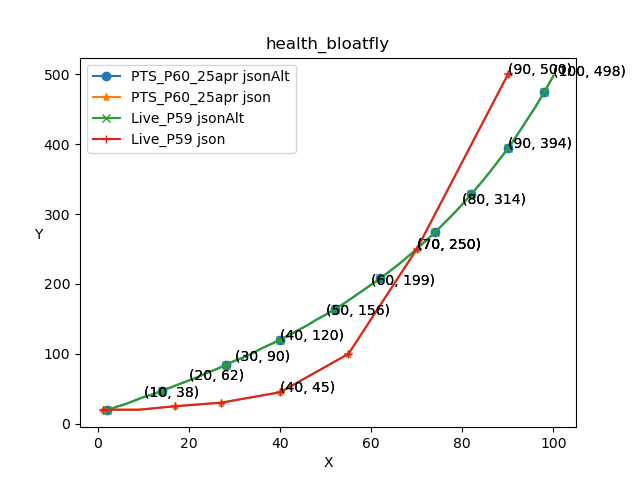 health_bloatfly
PTS_P60_25apr jsonAlt
PTS_P60_25apr json
Live_P59 jsonAlt
Live_P59 json
(90, 500)
(100, 498)
(90, 394)
(80, 314)
(70, 250)
(60, 199)
(50, 156)
(40, 120)
(30, 90)
(20, 62)
(10, 38)
(40, 45)
500
400
300
200
100
0
Y
0 20 40 60 80 100
X